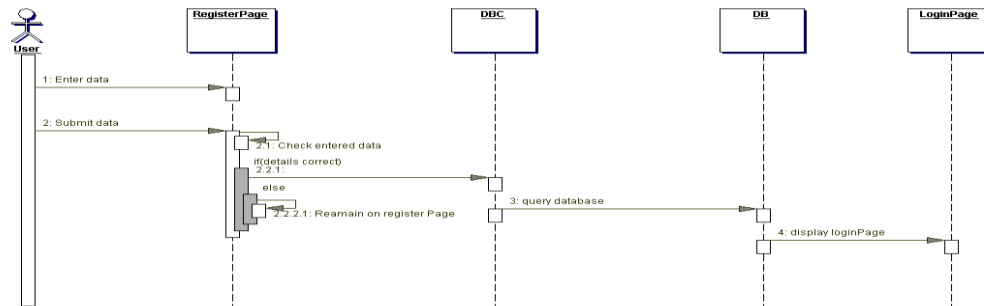 RegisterPage
DBC
DB
LoginPage
User
1: Enter data
2: Submit data
2.1: Check entered data
if(details correct)
2.2.1:
else
3: query database
2.2.2.1: Reamain on register Page
4: display loginPage